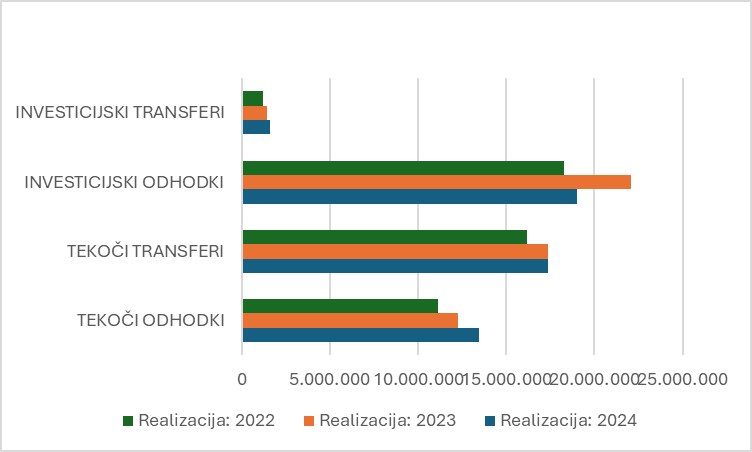 INVESTICIJSKI TRANSFERI
INVESTICIJSKI ODHODKI
TEKOČI TRANSFERI
TEKOČI ODHODKI
0 5.000.000 10.000.000 15.000.000 20.000.000 25.000.000
Realizacija: 2022 Realizacija: 2023 Realizacija: 2024